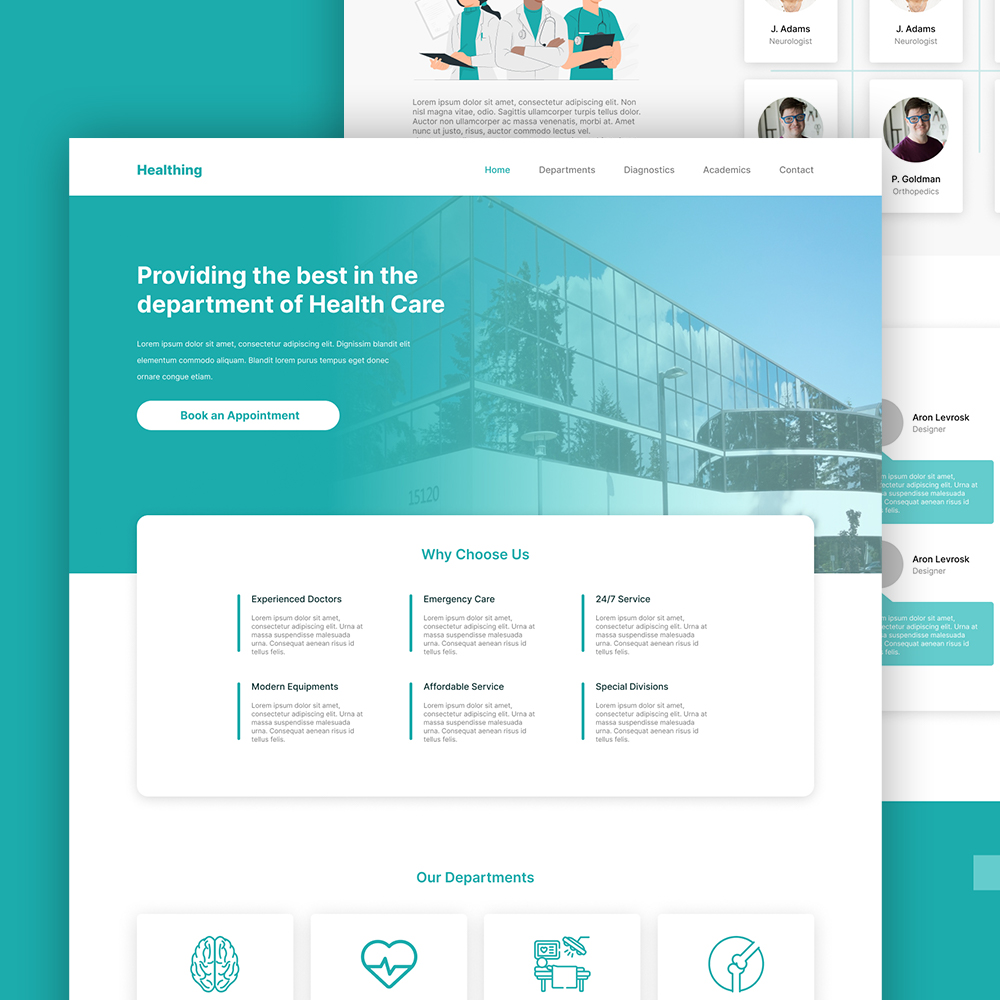 J. Adams
Neurologist
J. Adams
Neurologist
Lorem ipsum dolor sit amet, consectetur adipiscing elit. Non
nisl magna vitae, odio. Sagittis ullamcorper turpis tellus dolor.
Auctor non ullamcorper ac massa venenatis, morbi at. Amet
nunc ut justo, risus, auctor commodo lectus vel.
P. Goldman
Orthopedics
Healthing
Home
Departments
Diagnostics
Academics
Contact
Providing the best in the
department of Health Care
Lorem ipsum dolor sit amet, consectetur adipiscing elit. Dignissim blandit elit
elementum commodo aliquam. Blandit lorem purus tempus eget donec
ornare congue etiam.
Book an Appointment
15120
Why Choose Us
Experienced Doctors
Lorem ipsum dolor sit amet,
consectetur adipiscing elit. Urna at
massa suspendisse malesuada
urna. Consequat aenean risus id
tellus felis.
Emergency Care
Lorem ipsum dolor sit amet,
consectetur adipiscing elit. Urna at
massa suspendisse malesuada
urna. Consequat aenean risus id
tellus felis.
24/7 Service
Lorem ipsum dolor sit amet,
consectetur adipiscing elit. Urna at
massa suspendisse malesuada
urna. Consequat aenean risus id
tellus felis.
Modern Equipments
Lorem ipsum dolor sit amet,
consectetur adipiscing elit. Urna at
massa suspendisse malesuada
urna. Consequat aenean risus id
tellus felis.
Affordable Service
Lorem ipsum dolor sit amet,
consectetur adipiscing elit. Urna at
massa suspendisse malesuada
urna. Consequat aenean risus id
tellus felis.
Special Divisions
Lorem ipsum dolor sit amet,
consectetur adipiscing elit. Urna at
massa suspendisse malesuada
urna. Consequat aenean risus id
tellus felis.
Our Departments
Aron Levrosk
Designer
ipsum dolor sit amet,
adipiscing elit. Urna at
suspendisse malesuada
Consequat aenean risus id
felis.
Aron Levrosk
Designer
ipsum dolor sit amet,
adipiscing elit. Urna at
suspendisse malesuada
Consequat aenean risus id
felis.